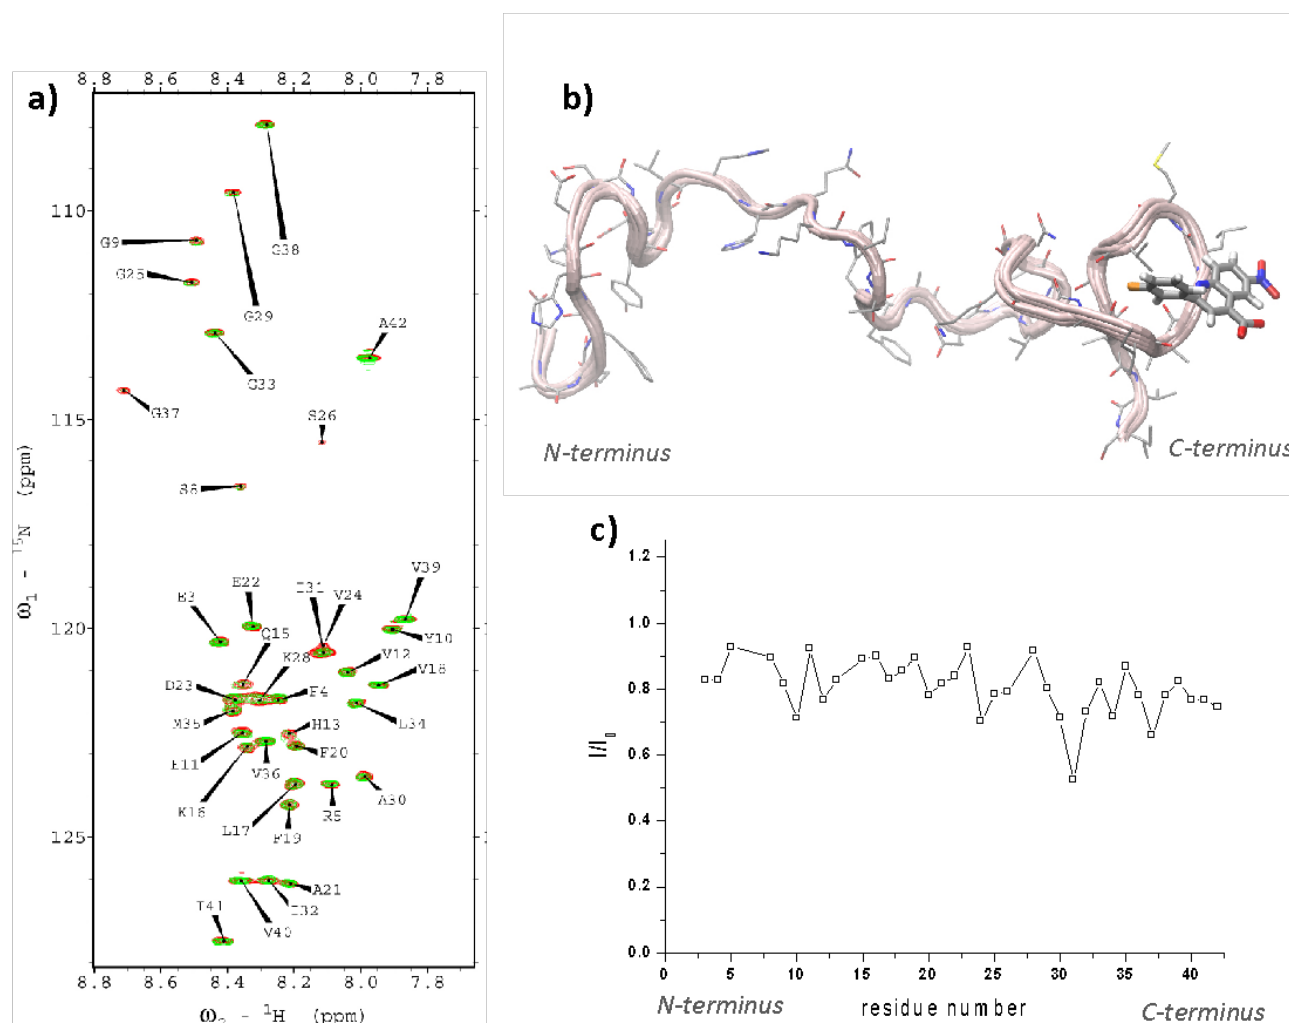 a)
8.8 8.6 8.4 8.2 8.0 7.8
110
115
120
125
ω1 - 15N (ppm)
G38
G9
G25
G29
A42
G33
G37
S26
S8
V39
E22
I31
V24
E3
Q15
Y10
K28
V12
V18
D23
F4
M35
H13
L34
E11
F20
V36
K16
A30
L17
R5
F19
A21
I32
V40
8.8 8.6 8.4 8.2 8.0 7.8
1H (ppm)
b)
N-terminus
C-terminus
c)
1.2
1.0
0.8
0.6
0.4
0.2
0.0
I/I0
0 5 10 15 20 25 30 35 40
N-terminus residue number C-terminus